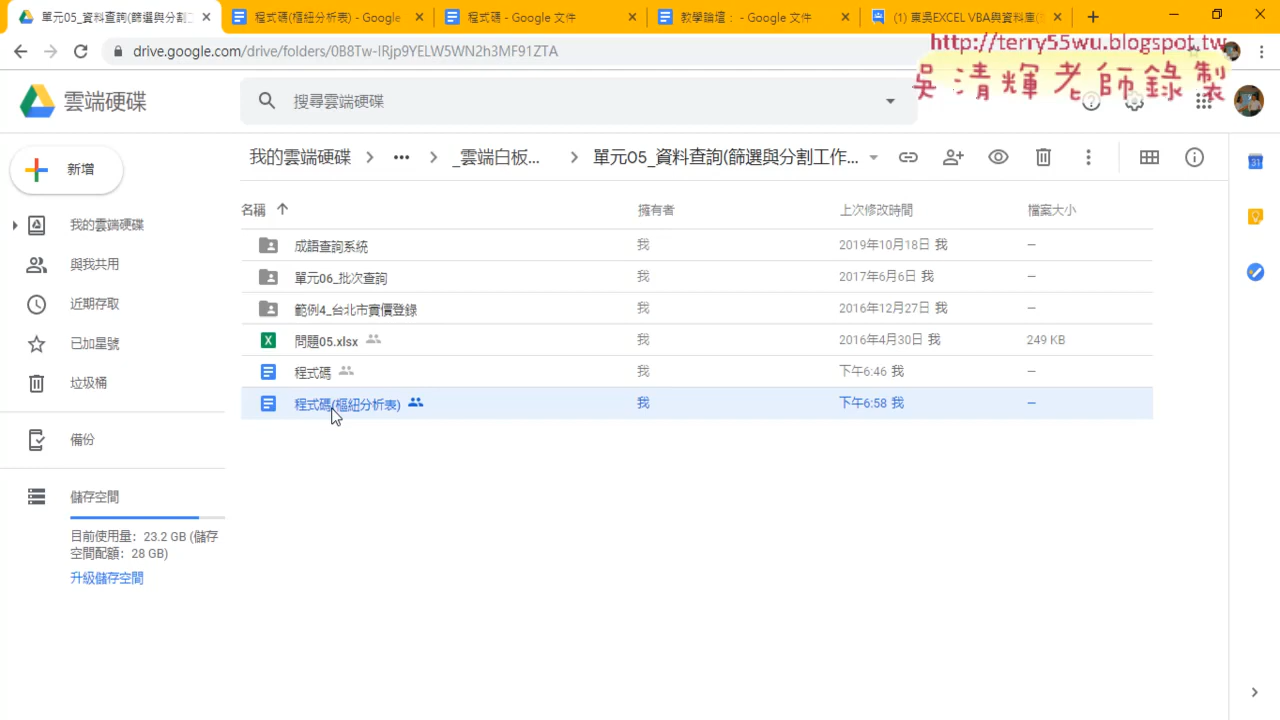 單元05_資料查詢(篩選與分割工
程式碼(樞紐分析表) - Google
程式碼 - Google 文件
教學論壇： - Google 文件
(1) 東吳EXCEL VBA與資料庫(
drive.google.com/drive/folders/0B8Tw-IRjp9YELW5WN2h3MF91ZTA
http://terry55wu.blogspot.tw
吳清輝老師錄製
雲端硬碟
搜尋雲端硬碟
新增
我的雲端硬碟
_雲端白板...
單元05_資料查詢(篩選與分割工作...
名稱
擁有者
上次修改時間
檔案大小
我的雲端硬碟
與我共用
近期存取
已加星號
垃圾桶
備份
儲存空間
目前使用量：23.2 GB (儲存
空間配額：28 GB)
升級儲存空間
成語查詢系統 我 2019年10月18日 我 –
單元06_批次查詢 我 2017年6月6日 我 –
範例4_台北市實價登錄 我 2016年12月27日 我 –
問題05.xlsx 我 2016年4月30日 我 249 KB
程式碼 我 下午6:46 我 –
程式碼(樞紐分析表) 我 下午6:58 我 –
31